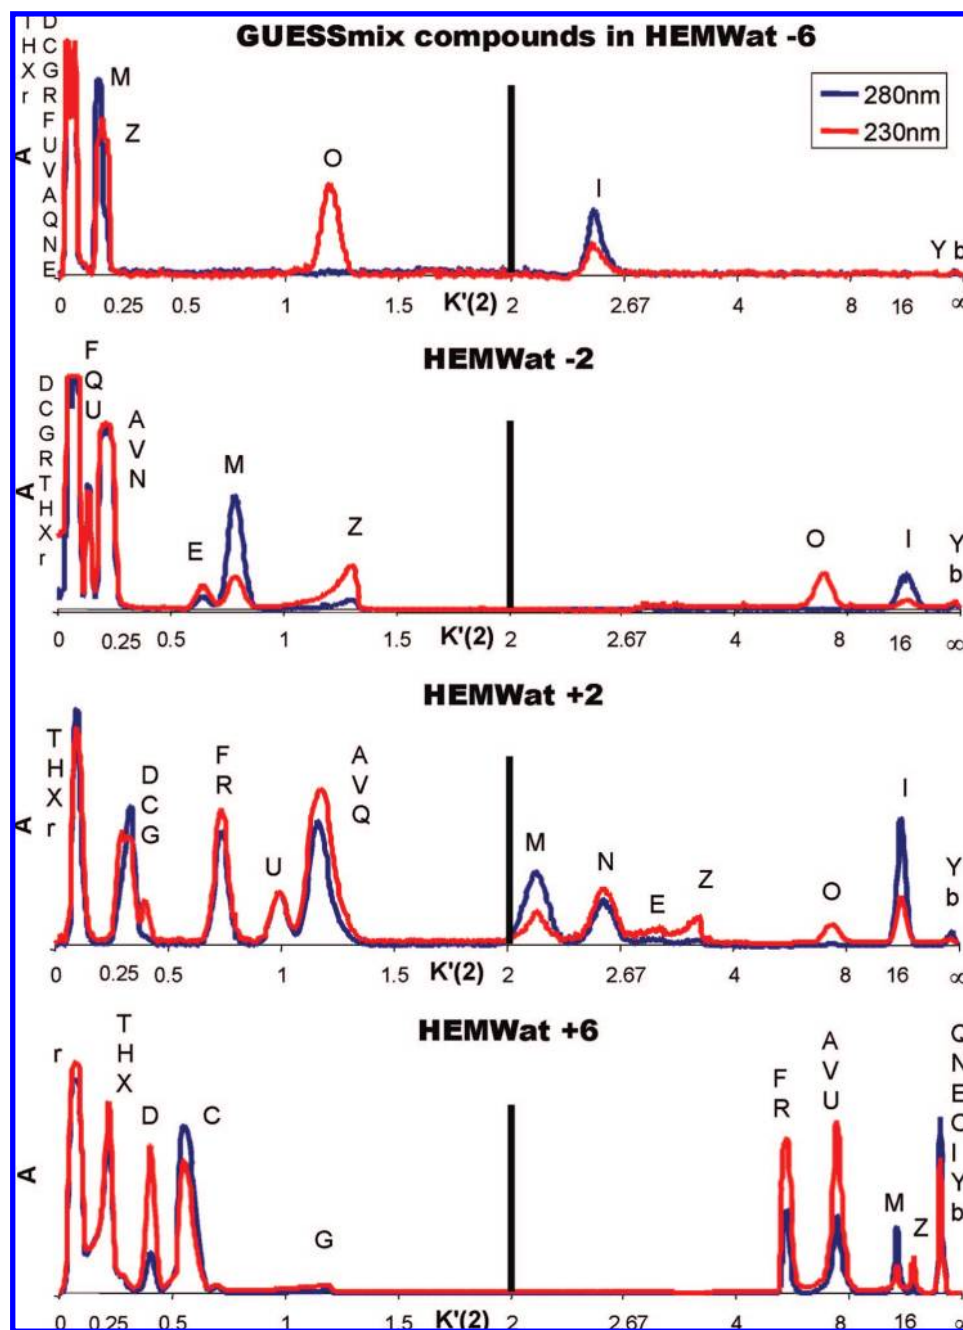 GUESSmix compounds in HEMWat -6
T D
H C
X G
r R
F
U
V
A
Q
N
E
A
M
Z
O
I
Y b
280nm
230nm
0 0.25 0.5 1 1.5 K'(2) 2 2.67 4 8 16 ∞
HEMWat -2
D
C
G
R
T
H
X
r
A
F
Q
U
A
V
N
E
M
Z
O
I
Y
b
0 0.25 0.5 1 K'(2) 2 2.67 4 8 16 ∞
HEMWat +2
T
H
X
r
A
D
C
G
F
R
U
A
V
Q
M
N
E
Z
O
I
Y
b
0 0.25 0.5 1 1.5 K'(2) 2 2.67 4 8 16 ∞
HEMWat +6
r
A
T
H
X
D
C
G
F
R
A
V
U
M
Z
Q
N
E
O
I
Y
b
0 0.25 0.5 1 1.5 K'(2) 2 2.67 4 8 16 ∞